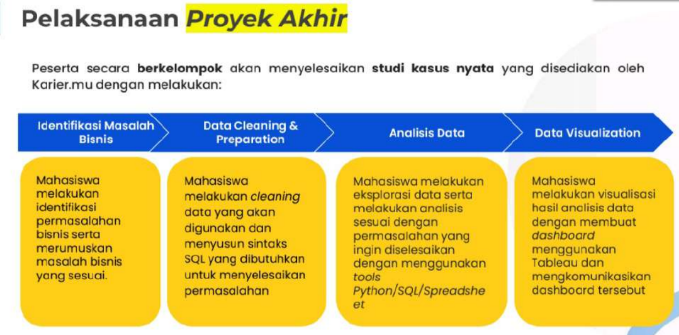 Pelaksanaan Proyek Akhir
Peserta secara berkelompok akan menyelesaikan studi kasus nyata yang disediakan oleh
Karier.mu dengan melakukan:
Identifikasi Masalah
Bisnis
Data Cleaning &
Preparation
Analisis Data
Data Visualization
Mahasiswa
melakukan
identifikasi
permasalahan
bisnis serta
merumuskan
masalah bisnis
yang sesuai.
Mahasiswa
melakukan cleaning
data yang akan
digunakan dan
menyusun sintaks
SQL yang dibutuhkan
untuk menyelesaikan
permasalahan
Mahasiswa melakukan
eksplorasi data serta
melakukan analisis
sesuai dengan
permasalahan yang
ingin diselesaikan
dengan menggunakan
tools
Python/SQL/Spreadshe
et
Mahasiswa
melakukan visualisasi
hasil analisis data
dengan membuat
dashboard
menggunakan
Tableau dan
mengkomunikasikan
dashboard tersebut